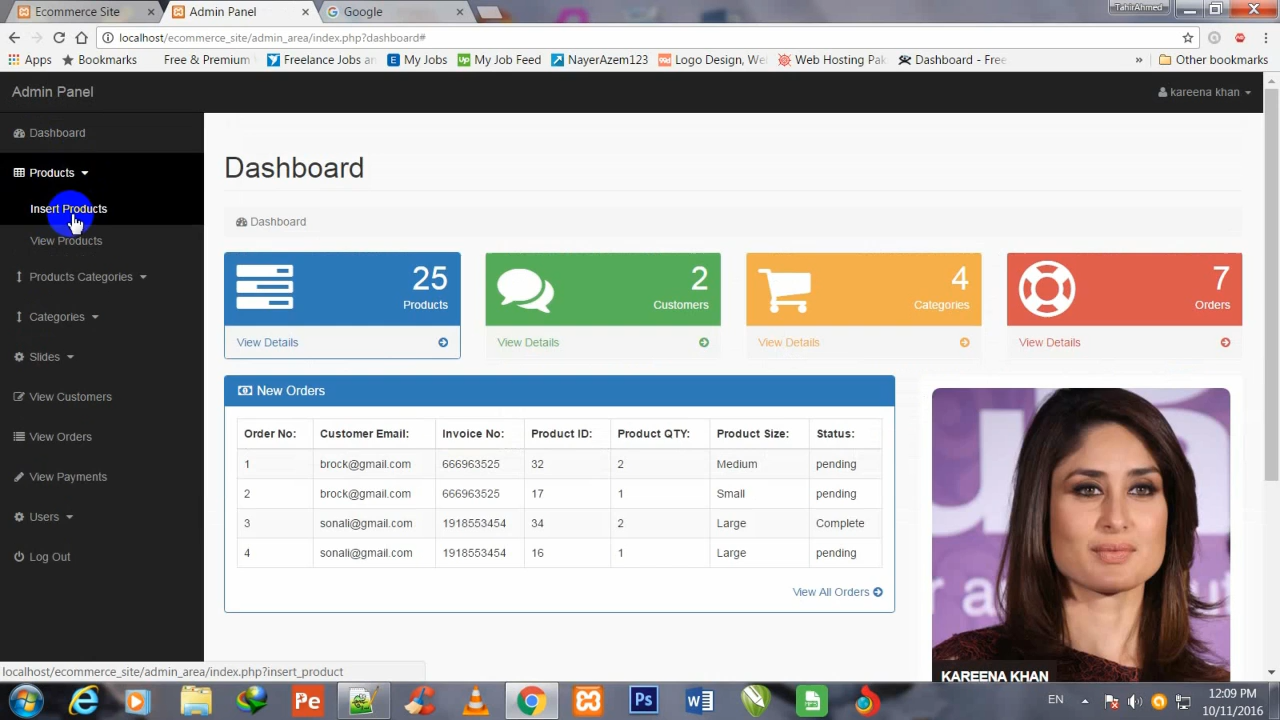 Ecommerce Site
Admin Panel
Google
TahirAhmed
localhost/ecommerce_site/admin_area/index.php?dashboard#
Apps
Bookmarks
Free & Premium
Freelance Jobs an
My Jobs
My Job Feed
NayerAzem123
Logo Design, We
Web Hosting Pak
Dashboard - Free
» Other bookmarks
Admin Panel
kareena khan
Dashboard
Products
Insert Products
View Products
Products Categories
Categories
Slides
View Customers
View Orders
View Payments
Users
Log Out
Dashboard
Dashboard
25
Products
View Details
2
Customers
View Details
4
Categories
View Details
7
Orders
View Details
New Orders
Order No: Customer Email: Invoice No: Product ID: Product QTY: Product Size: Status:
1 brock@gmail.com 666963525 32 2 Medium pending
2 brock@gmail.com 666963525 17 1 Small pending
3 sonali@gmail.com 1918553454 34 2 Large Complete
4 sonali@gmail.com 1918553454 16 1 Large pending
View All Orders
KAREENA KHAN
localhost/ecommerce_site/admin_area/index.php?insert_product
Pe
Ps
EN
12:09 PM
10/11/2016